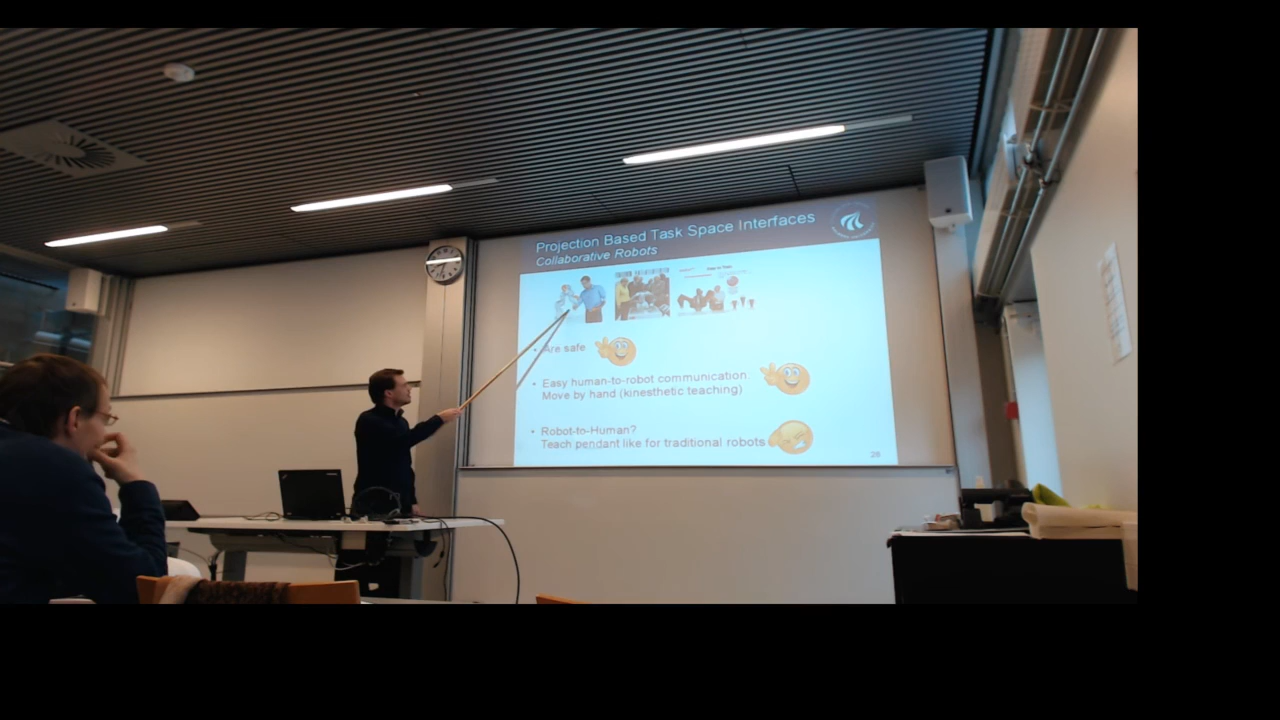 Projection Based Task Space Interfaces
Collaborative Robots
• Are safe
• Easy human-to-robot communication:
Move by hand (kinesthetic teaching)
• Robot-to-Human?
Teach pendant like for traditional robots
28